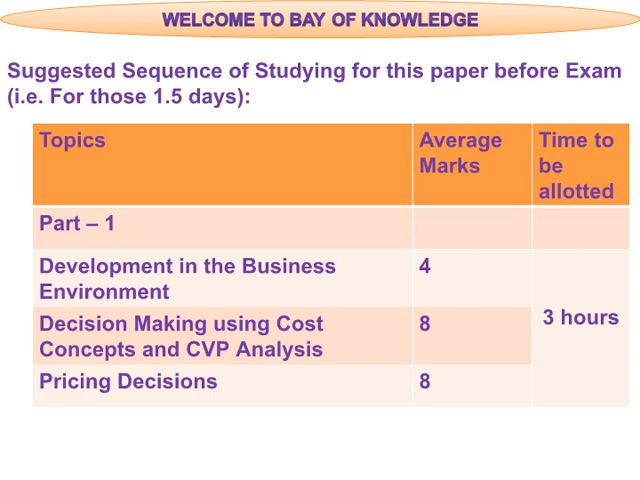 WELCOME TO BAY OF KNOWLEDGE
Suggested Sequence of Studying for this paper before Exam
(i.e. For those 1.5 days):
Topics
Average
Marks
Time to
be
allotted
Part – 1
Development in the Business
Environment
4
Decision Making using Cost
Concepts and CVP Analysis
8
3 hours
Pricing Decisions
8